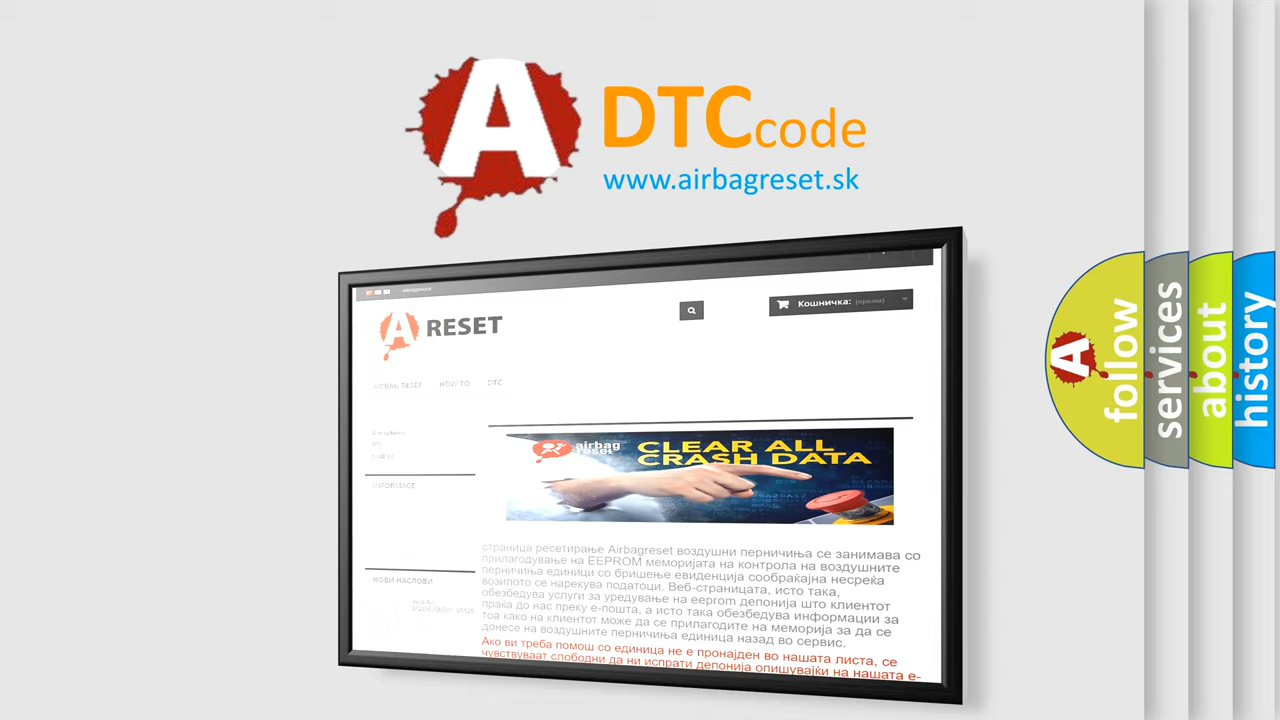 A
DTCcode
www.airbagreset.sk
A RESET
Кошничка: (празни)
AIRBAG RESET HOW TO DTC
INFORMACE
airbag
reset
CLEAR ALL
CRASH DATA
страница ресетирање Airbagreset воздушни перничиња се занимава со
прилагодување на EEPROM меморијата на контрола на воздушните
перничиња единици со бришење евиденција сообраќајна несреќа
возилото се нарекува податоци. Веб-страницата, исто така,
обезбедува услуги за уредување на eeprom депонија што клиентот
праќа до нас преку е-пошта, а исто така обезбедува информации за
тоа како на клиентот може да се прилагодите на меморија за да се
донесе на воздушните перничиња единица назад во сервис.
Ако ви треба помош со единица не е пронајден во нашата листа, се
чувствуваат слободни да ни испрати депонија опишувајќи на нашата е-
НОВИ НАСЛОВИ
A follow
services
about
history